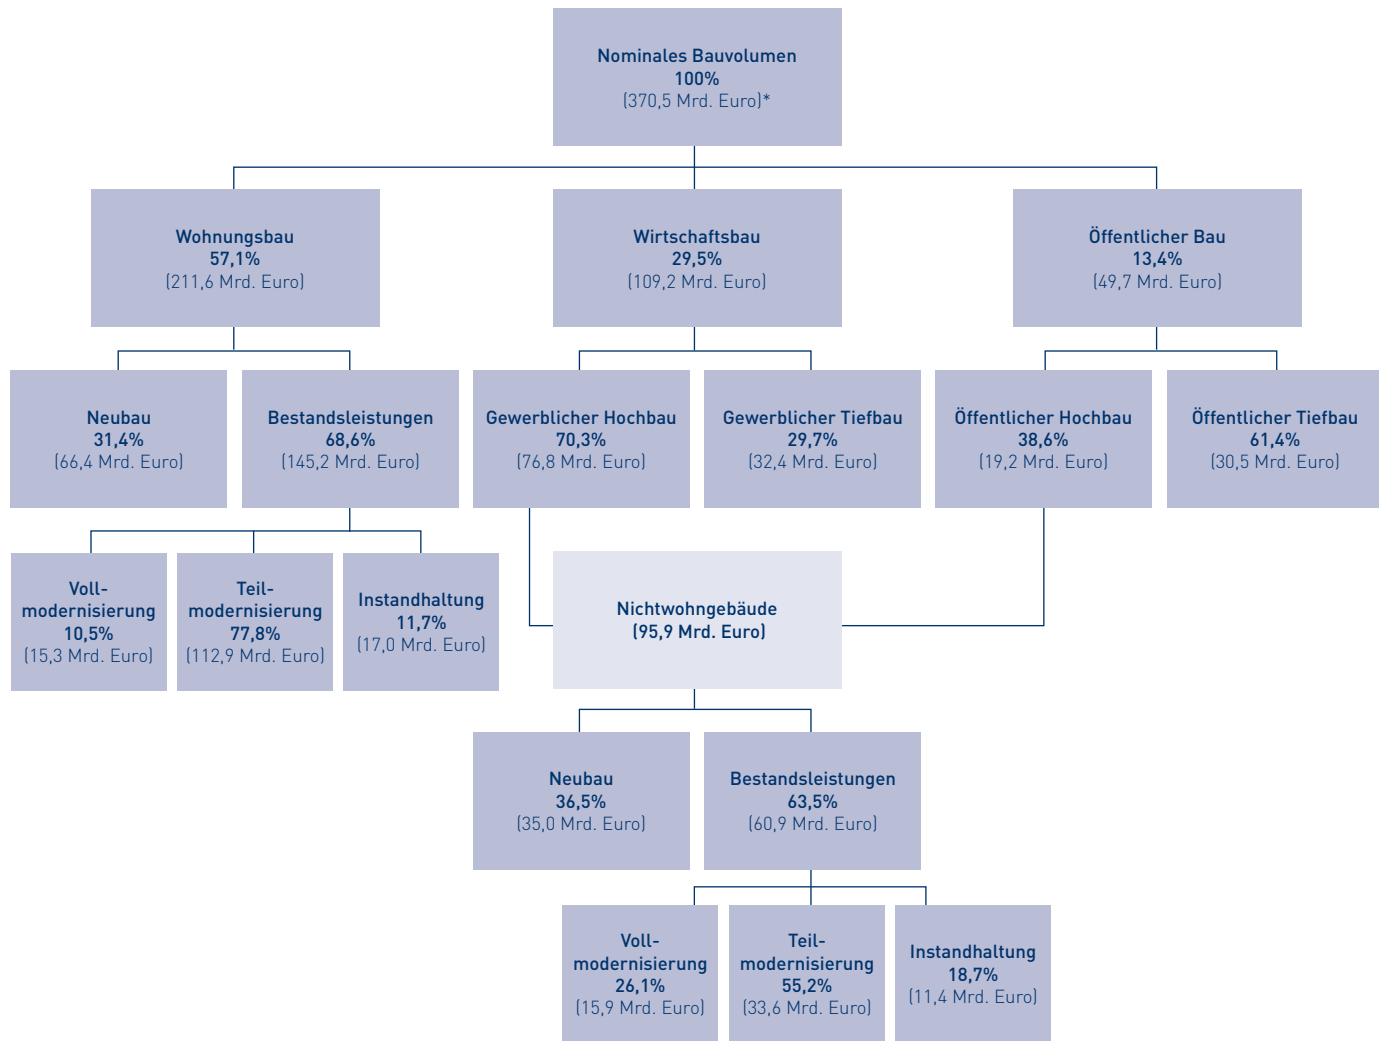 Nominales Bauvolumen
100%
(370,5 Mrd. Euro)*
Wohnungsbau
57,1%
(211,6 Mrd. Euro)
Wirtschaftsbau
29,5%
(109,2 Mrd. Euro)
Öffentlicher Bau
13,4%
(49,7 Mrd. Euro)
Neubau
31,4%
(66,4 Mrd. Euro)
Bestandsleistungen
68,6%
(145,2 Mrd. Euro)
Gewerblicher Hochbau
70,3%
(76,8 Mrd. Euro)
Gewerblicher Tiefbau
29,7%
(32,4 Mrd. Euro)
Öffentlicher Hochbau
38,6%
(19,2 Mrd. Euro)
Öffentlicher Tiefbau
61,4%
(30,5 Mrd. Euro)
Voll-
modernisierung
10,5%
(15,3 Mrd. Euro)
Teil-
modernisierung
77,8%
(112,9 Mrd. Euro)
Instandhaltung
11,7%
(17,0 Mrd. Euro)
Nichtwohngebäude
(95,9 Mrd. Euro)
Neubau
36,5%
(35,0 Mrd. Euro)
Bestandsleistungen
63,5%
(60,9 Mrd. Euro)
Voll-
modernisierung
26,1%
(15,9 Mrd. Euro)
Teil-
modernisierung
55,2%
(33,6 Mrd. Euro)
Instandhaltung
18,7%
(11,4 Mrd. Euro)